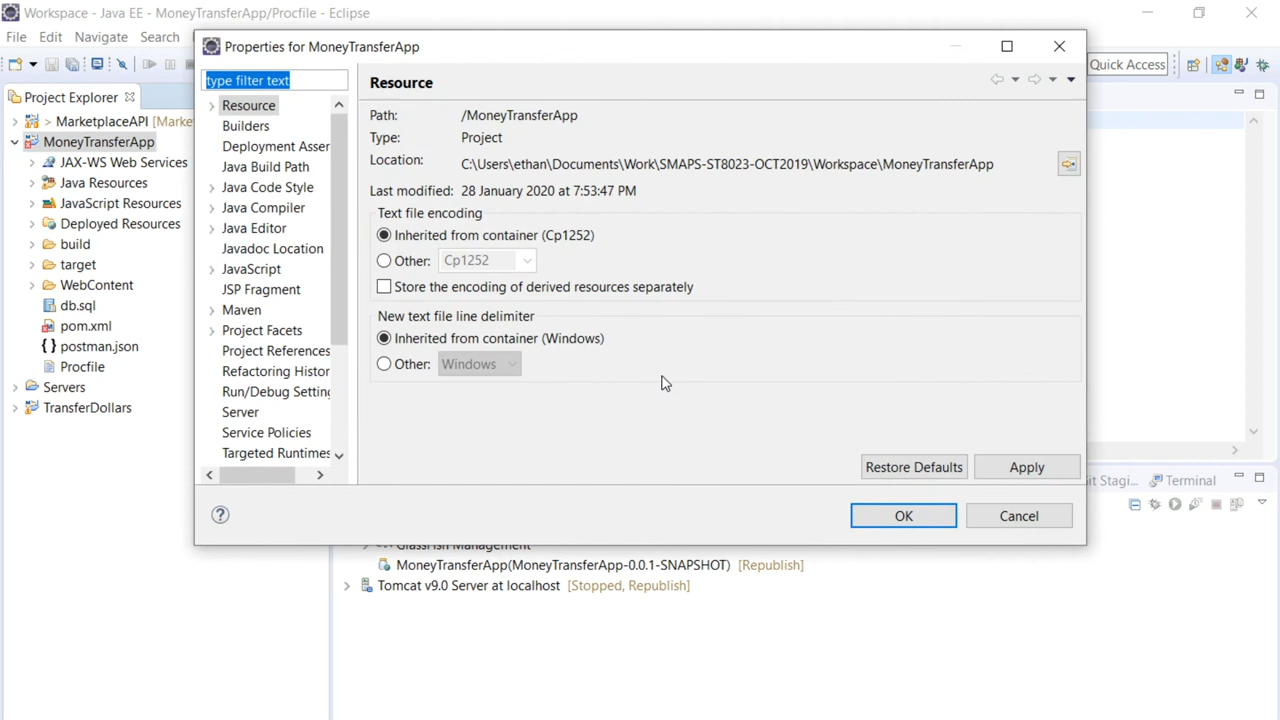 Workspace - Java EE - MoneyTransferApp/Procfile - Eclipse
File Edit Navigate Search
Quick Access
Project Explorer
> MarketplaceAPI [Marke
MoneyTransferApp
JAX-WS Web Services
Java Resources
JavaScript Resources
Deployed Resources
build
target
WebContent
db.sql
pom.xml
postman.json
Procfile
Servers
TransferDollars
Properties for MoneyTransferApp
type filter text
Resource
Builders
Deployment Asser
Java Build Path
Java Code Style
Java Compiler
Java Editor
Javadoc Location
JavaScript
JSP Fragment
Maven
Project Facets
Project References
Refactoring Histor
Run/Debug Setting
Server
Service Policies
Targeted Runtimes
Resource
Path: /MoneyTransferApp
Type: Project
Location: C:\Users\ethan\Documents\Work\SMAPS-ST8023-OCT2019\Workspace\MoneyTransferApp
Last modified: 28 January 2020 at 7:53:47 PM
Text file encoding
Inherited from container (Cp1252)
Other: Cp1252
Store the encoding of derived resources separately
New text file line delimiter
Inherited from container (Windows)
Other: Windows
Restore Defaults Apply
OK Cancel
it Stagi... Terminal
GlassFish Management
MoneyTransferApp(MoneyTransferApp-0.0.1-SNAPSHOT) [Republish]
Tomcat v9.0 Server at localhost [Stopped, Republish]